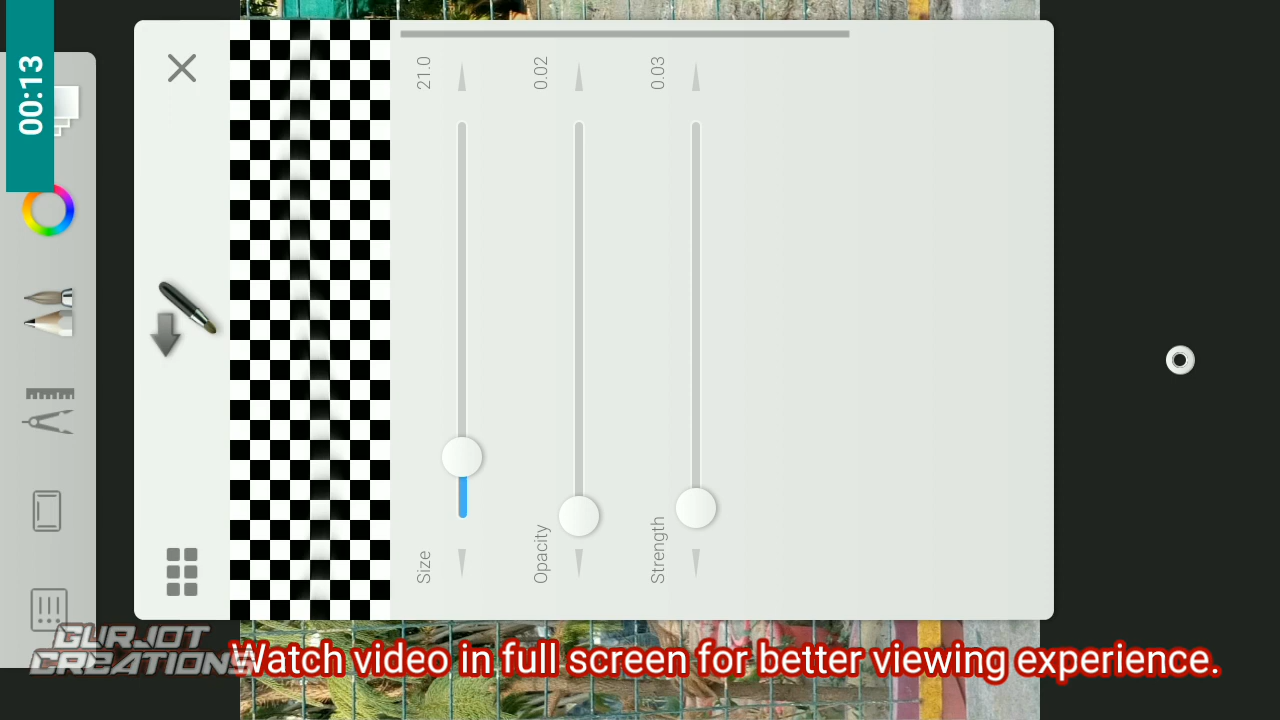 00:13
21.0
0.02
0.03
Size
Opacity
Strength
GURJOT
CREATIONS
Watch video in full screen for better viewing experience.